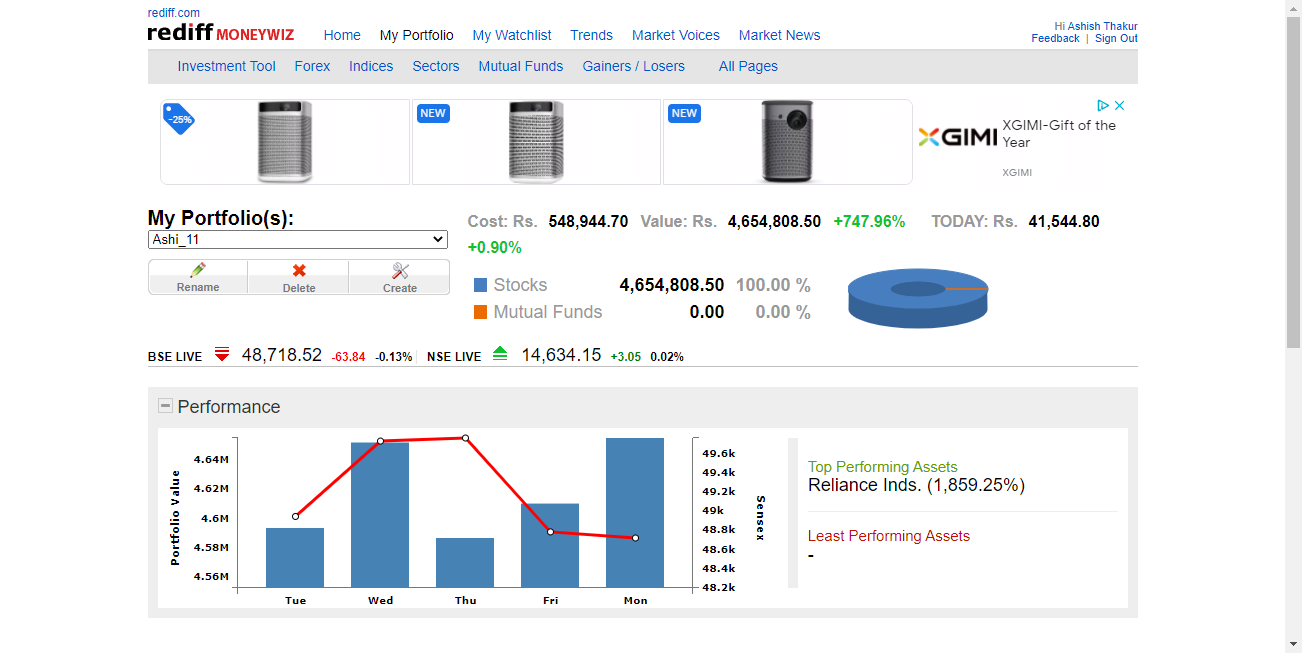 rediff.com
rediff MONEYWIZ
Home My Portfolio My Watchlist Trends Market Voices Market News
Hi Ashish Thakur
Feedback | Sign Out
Investment Tool Forex Indices Sectors Mutual Funds Gainers / Losers All Pages
-25%
NEW
NEW
XGIMI
XGIMI-Gift of the
Year
XGIMI
My Portfolio(s):
Ashi_11
Rename Delete Create
Cost: Rs. 548,944.70 Value: Rs. 4,654,808.50 +747.96% TODAY: Rs. 41,544.80
+0.90%
Stocks 4,654,808.50 100.00 %
Mutual Funds 0.00 0.00 %
BSE LIVE 48,718.52 -63.84 -0.13% NSE LIVE 14,634.15 +3.05 0.02%
Performance
Portfolio Value
4.64M
4.62M
4.6M
4.58M
4.56M
Tue Wed Thu Fri Mon
49.6k
49.4k
49.2k
49k
48.8k
48.6k
48.4k
48.2k
Sensex
Top Performing Assets
Reliance Inds. (1,859.25%)
Least Performing Assets
-